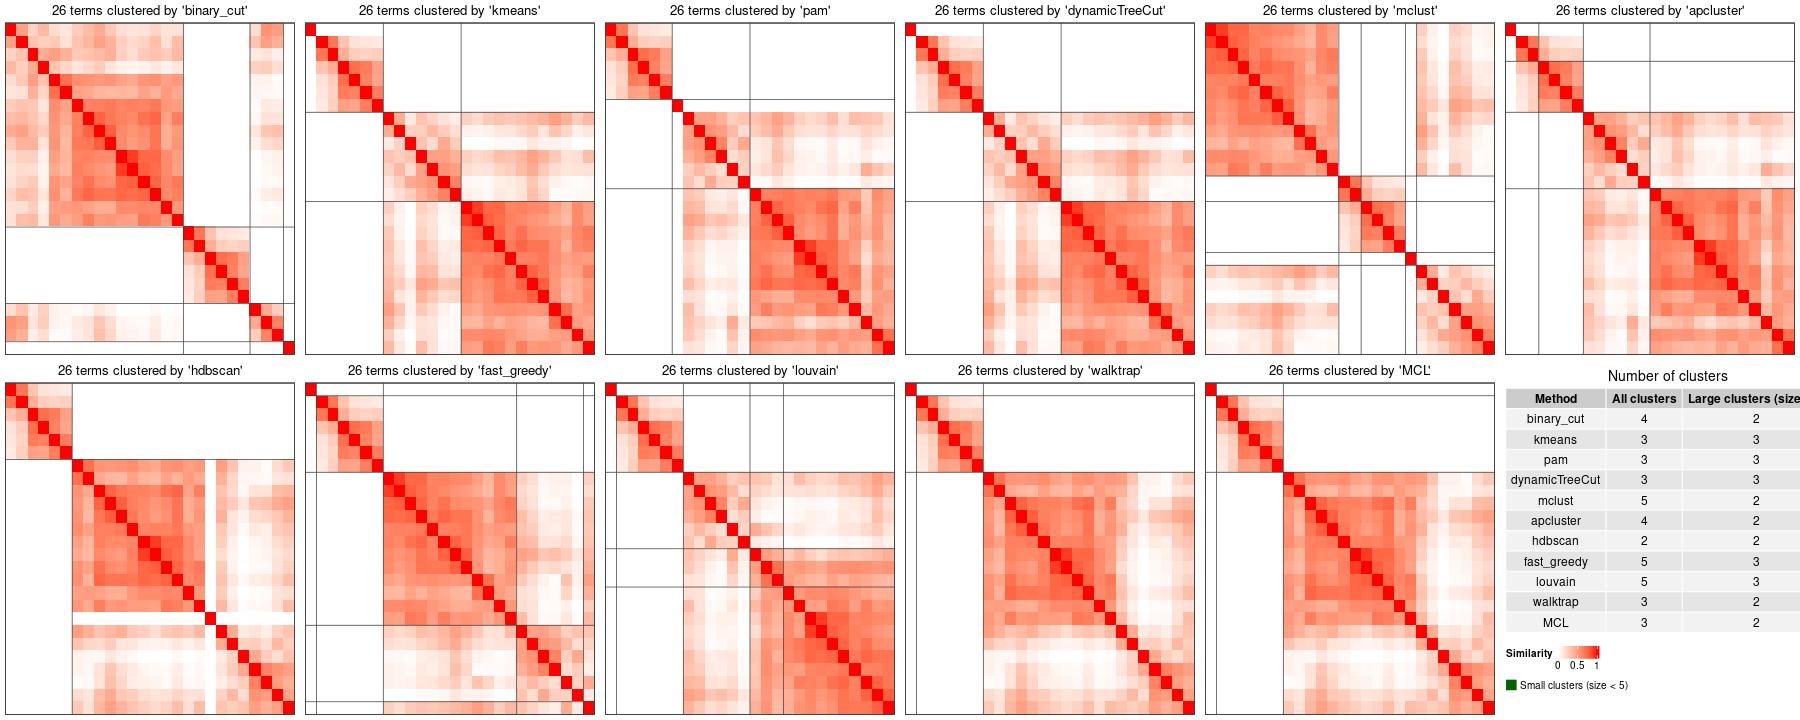 26 terms clustered by 'binary_cut'
26 terms clustered by 'kmeans'
26 terms clustered by 'pam'
26 terms clustered by 'dynamicTreeCut'
26 terms clustered by 'mclust'
26 terms clustered by 'apcluster'
26 terms clustered by 'hdbscan'
26 terms clustered by 'fast_greedy'
26 terms clustered by 'louvain'
26 terms clustered by 'walktrap'
26 terms clustered by 'MCL'
Number of clusters
Method All clusters Large clusters (size
binary_cut 4 2
kmeans 3 3
pam 3 3
dynamicTreeCut 3 3
mclust 5 2
apcluster 4 2
hdbscan 2 2
fast_greedy 5 3
louvain 5 3
walktrap 3 2
MCL 3 2
Similarity
0 0.5 1
Small clusters (size < 5)